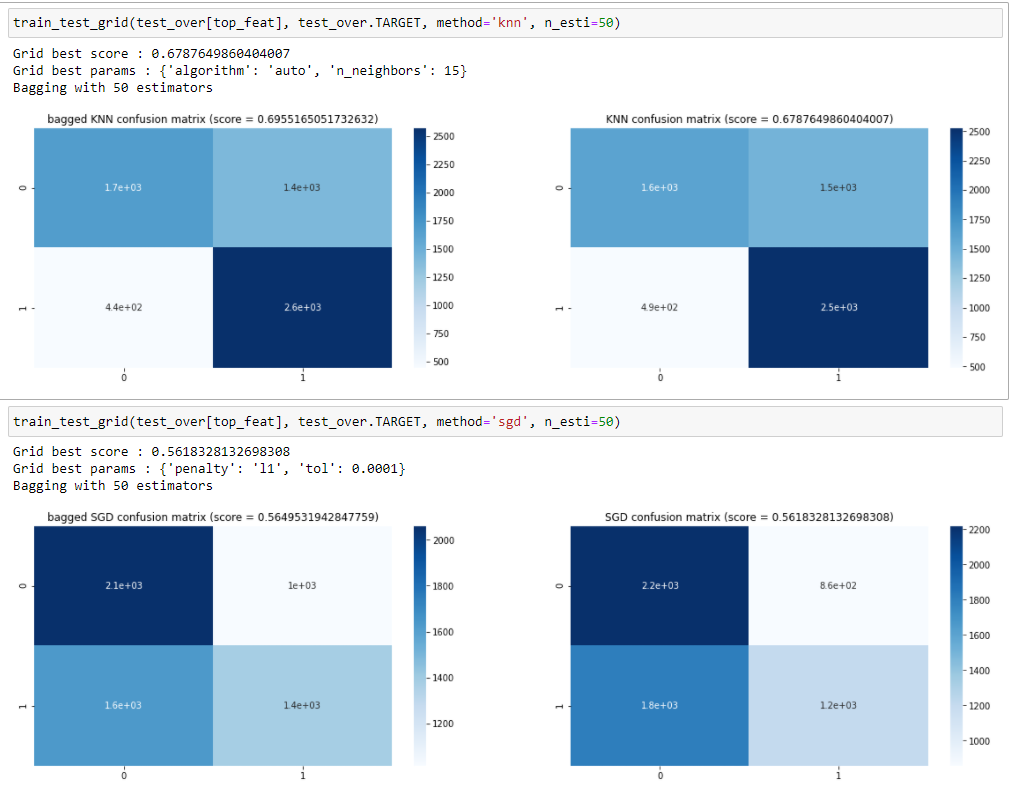 train_test_grid(test_over[top_feat], test_over.TARGET, method='knn', n_esti=50)
Grid best score : 0.6787649860404007
Grid best params : {'algorithm': 'auto', 'n_neighbors': 15}
Bagging with 50 estimators
bagged KNN confusion matrix (score = 0.6955165051732632)
0
1
1.7e+03
1.4e+03
4.4e+02
2.6e+03
0
1
2500
2250
2000
1750
1500
1250
1000
750
500
KNN confusion matrix (score = 0.6787649860404007)
0
1
1.6e+03
1.5e+03
4.9e+02
2.5e+03
0
1
2500
2250
2000
1750
1500
1250
1000
750
500
train_test_grid(test_over[top_feat], test_over.TARGET, method='sgd', n_esti=50)
Grid best score : 0.5618328132698308
Grid best params : {'penalty': 'l1', 'tol': 0.0001}
Bagging with 50 estimators
bagged SGD confusion matrix (score = 0.5649531942847759)
0
1
2.1e+03
1e+03
1.6e+03
1.4e+03
0
1
2000
1800
1600
1400
1200
SGD confusion matrix (score = 0.5618328132698308)
0
1
2.2e+03
8.6e+02
1.8e+03
1.2e+03
0
1
2200
2000
1800
1600
1400
1200
1000